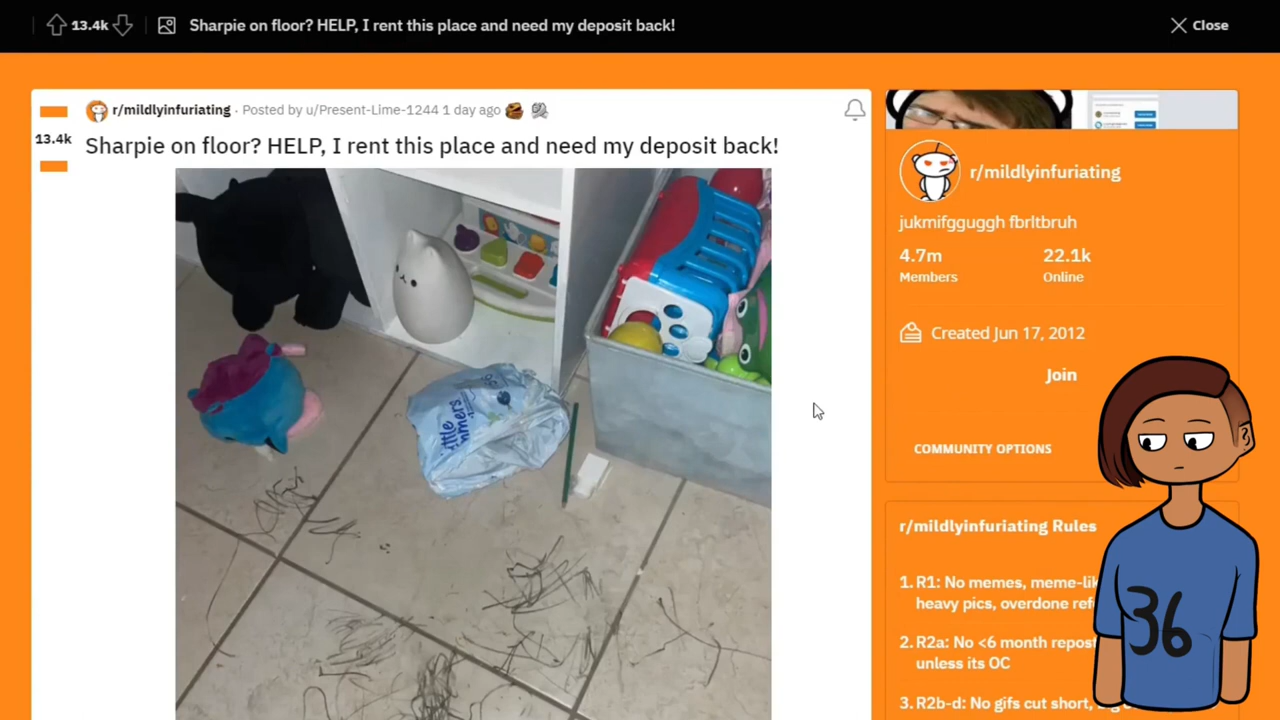 13.4k
Sharpie on floor? HELP, I rent this place and need my deposit back!
Close
r/mildlyinfuriating · Posted by u/Present-Lime-1244 1 day ago
13.4k
Sharpie on floor? HELP, I rent this place and need my deposit back!
r/mildlyinfuriating
jukmifgguggh fbrltbruh
4.7m
22.1k
Members
Online
Created Jun 17, 2012
Join
COMMUNITY OPTIONS
r/mildlyinfuriating Rules
1. R1: No memes, meme-lik
heavy pics, overdone ref
2. R2a: No <6 month repost
unless its OC
3. R2b-d: No gifs cut short,
36